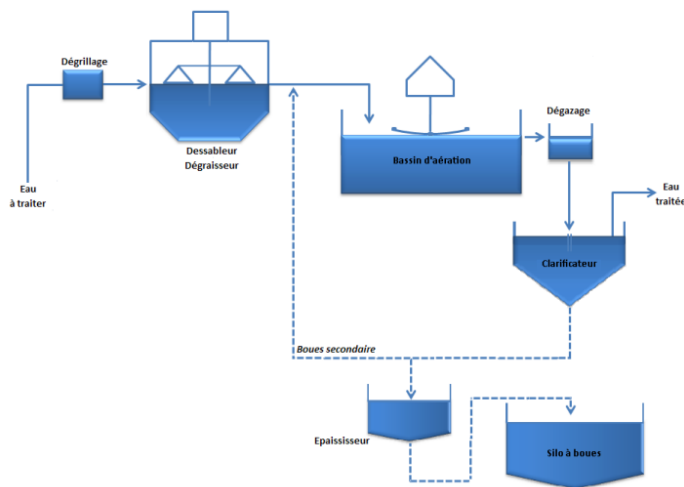 Dégrillage
Dessableur
Dégraisseur
Eau
à traiter
Bassin d'aération
Dégazage
Eau
traitée
Clarificateur
Boues secondaire
Epaississeur
Silo à boues